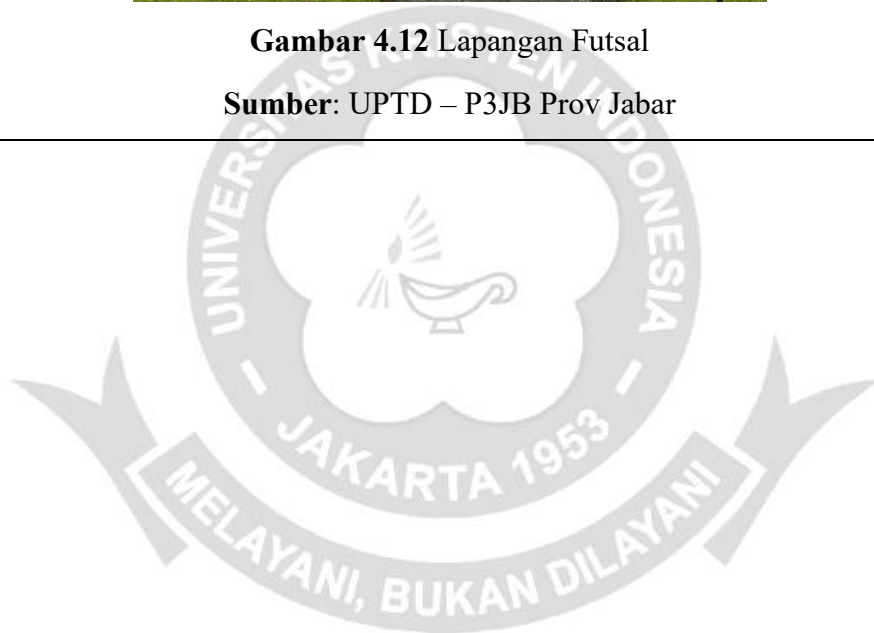 Gambar 4.12 Lapangan Futsal
Sumber: UPTD – P3JB Prov Jabar
UNIVERSITAS KRISTEN INDONESIA
– JAKARTA 1953 –
MELAYANI, BUKAN DILAYANI